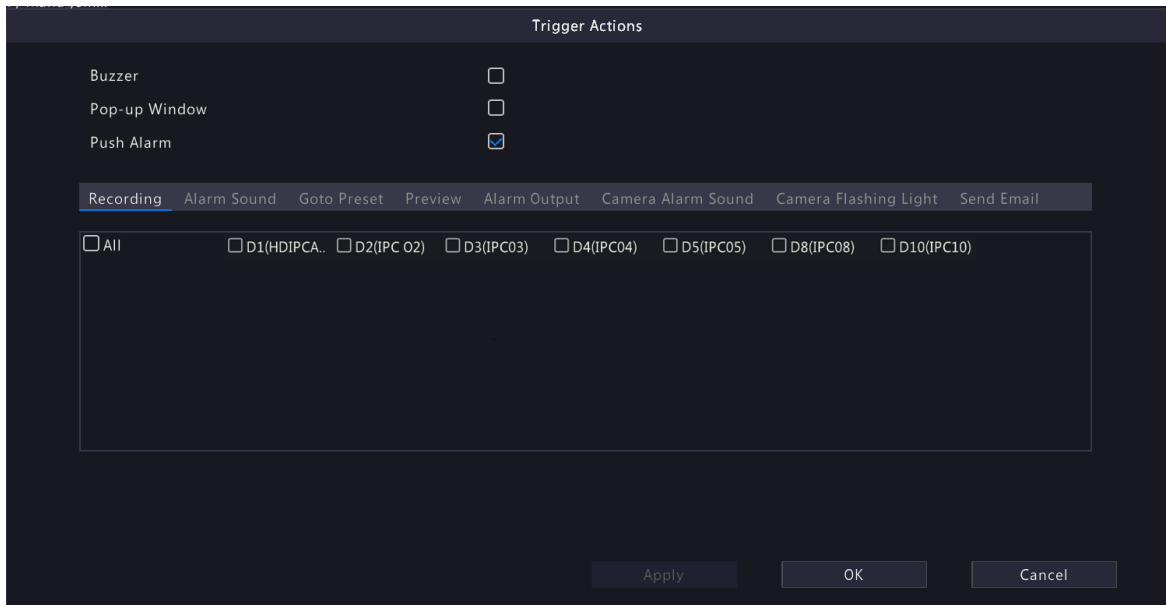 Trigger Actions
Buzzer
Pop-up Window
Push Alarm
Recording Alarm Sound Goto Preset Preview Alarm Output Camera Alarm Sound Camera Flashing Light Send Email
All D1(HDIPCA.. D2(IPC O2) D3(IPC03) D4(IPC04) D5(IPC05) D8(IPC08) D10(IPC10)
Apply OK Cancel